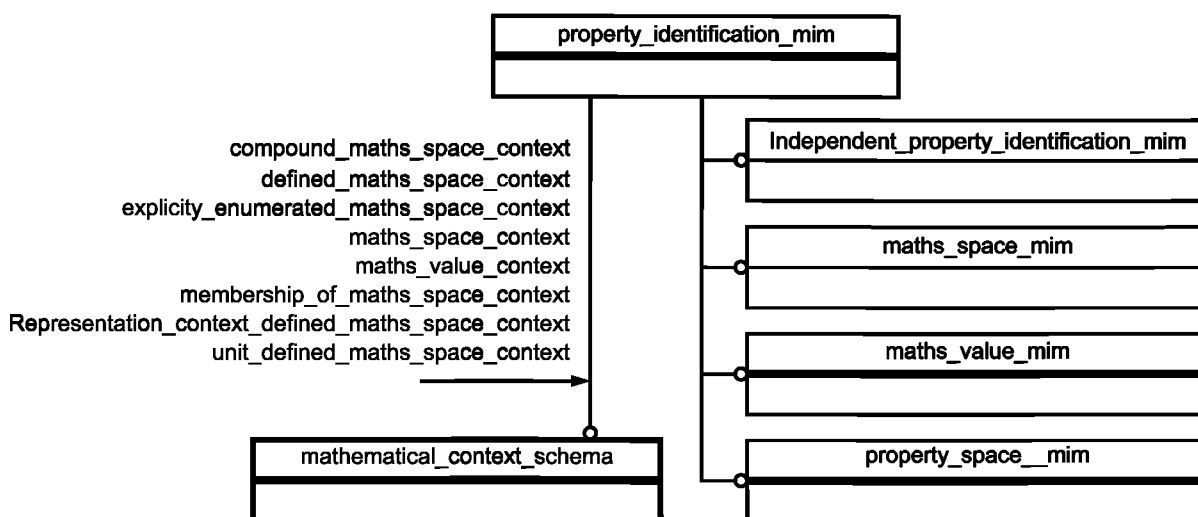 property_identification_mim
compound_maths_space_context
defined_maths_space_context
explicity_enumerated_maths_space_context
maths_space_context
maths_value_context
membership_of_maths_space_context
Representation_context_defined_maths_space_context
unit_defined_maths_space_context
mathematical_context_schema
Independent_property_identification_mim
maths_space_mim
maths_value_mim
property_space__mim